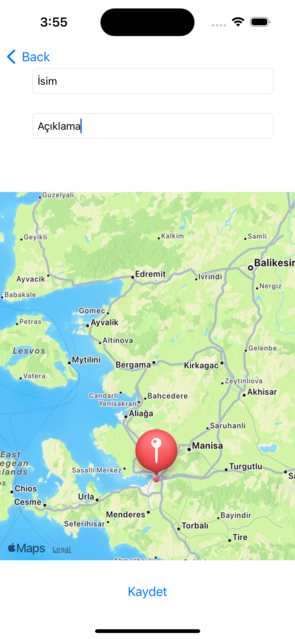 3:55
Back
İsim
Açıklama
Guzelyali
Geyikli
Kalkim
Samli
Balikesir
Ayvacik
Edremit
Ivrindi
Babakale
Nergiz
Gomec
Petras
Ayvalik
Altinova
Lesvos
Mytilini
Gelenbe
Bergama
Kirkagac
Vatera
Zeytinliova
Candarli
Bahcedere
Akhisar
Yenisakran
Aliağa
Saruhanli
Manisa
East
Aegean
Islands
Sasalli Merkez
Turgutlu
Chios
Urla
Cesme
Menderes
Bayindir
Seferihisar
Torbalı
Tire
Maps
Legal
Kaydet